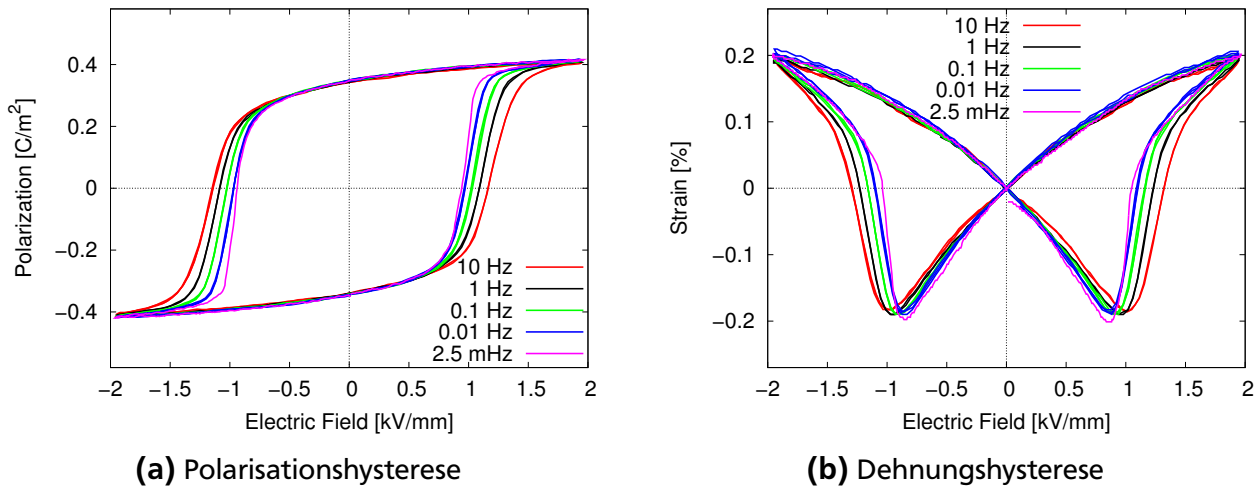 Polarization [C/m²]
0.4
0.2
0
−0.2
−0.4
10 Hz
1 Hz
0.1 Hz
0.01 Hz
2.5 mHz
−2 −1.5 −1 −0.5 0 0.5 1 1.5 2
Electric Field [kV/mm]
(a) Polarisationshysterese
Strain [%]
0.2
0.1
0
−0.1
−0.2
10 Hz
1 Hz
0.1 Hz
0.01 Hz
2.5 mHz
−2 −1.5 −1 −0.5 0 0.5 1 1.5 2
Electric Field [kV/mm]
(b) Dehnungshysterese